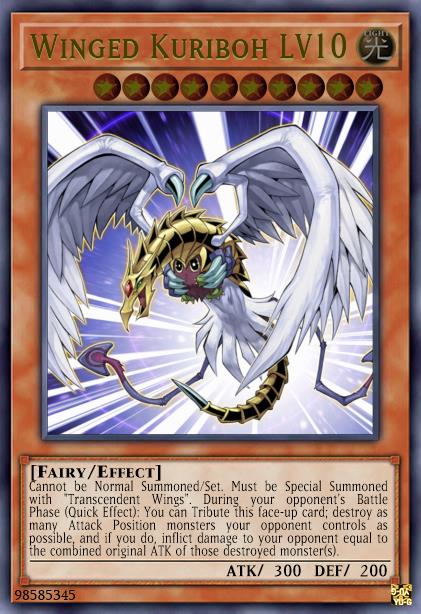 Winged Kuriboh LV10
LIGHT
光
[Fairy/Effect]
Cannot be Normal Summoned/Set. Must be Special Summoned
with "Transcendent Wings". During your opponent's Battle
Phase (Quick Effect): You can Tribute this face-up card; destroy as
many Attack Position monsters your opponent controls as
possible, and if you do, inflict damage to your opponent equal to
the combined original ATK of those destroyed monster(s).
ATK/ 300 DEF/ 200
98585345